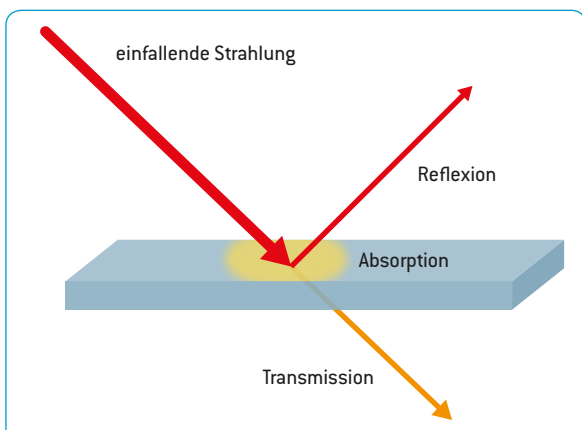 einfallende Strahlung
Reflexion
Absorption
Transmission